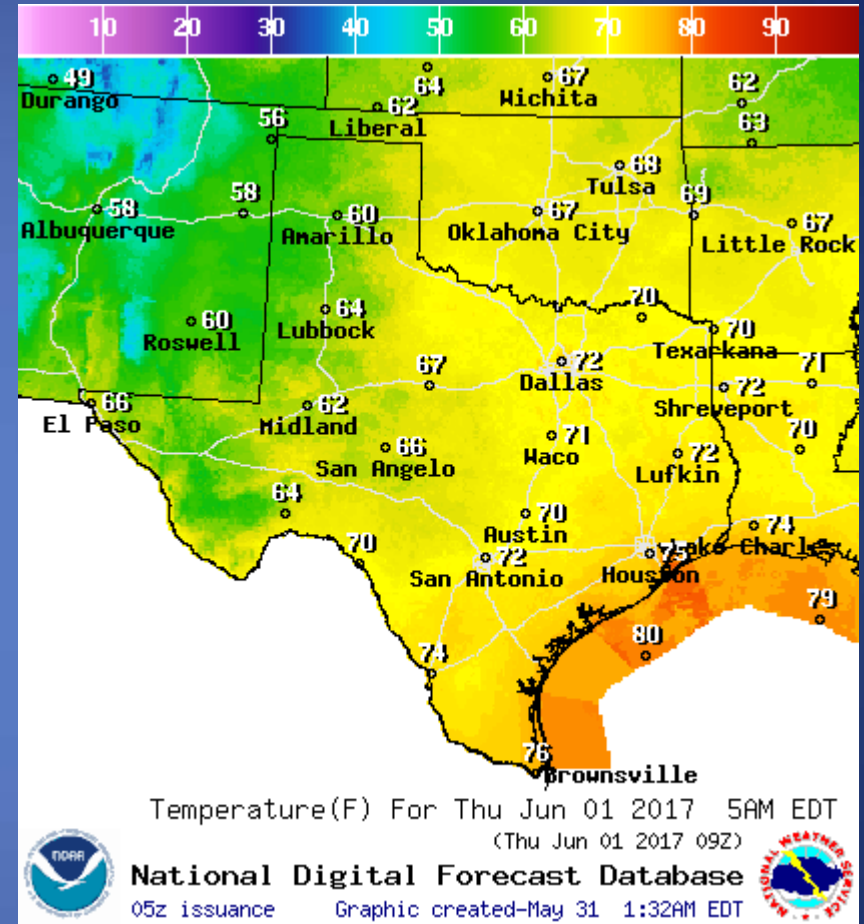 10 20 30 40 50 60 70 80 90
49
Durango
64
67
Wichita
62
62
Liberal
56
63
68
Tulsa
58
Albuquerque
58
60
Amarillo
67
Oklahoma City
69
67
Little Rock
60
Roswell
64
Lubbock
70
70
Texarkana
67
72
Dallas
71
72
Shreveport
66
El Paso
62
Midland
66
San Angelo
71
Waco
72
Lufkin
70
64
70
Austin
74
Lake Charles
70
72
San Antonio
75
Houston
79
80
74
76
Brownsville
Temperature(F) For Thu Jun 01 2017 5AM EDT
(Thu Jun 01 2017 09Z)
National Digital Forecast Database
05z issuance Graphic created-May 31 1:32AM EDT
NOAA
NATIONAL WEATHER SERVICE